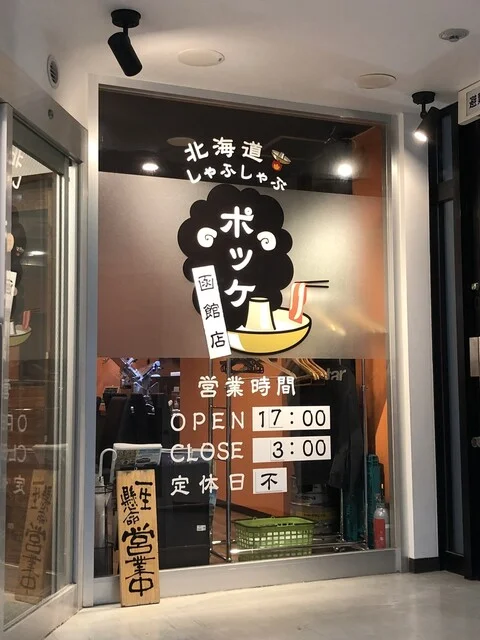 北海道
しゃぶしゃぶ
ポッケ
函館店
営業時間
OPEN 17:00
CLOSE 3:00
定休日 不
一生
懸命
営業中